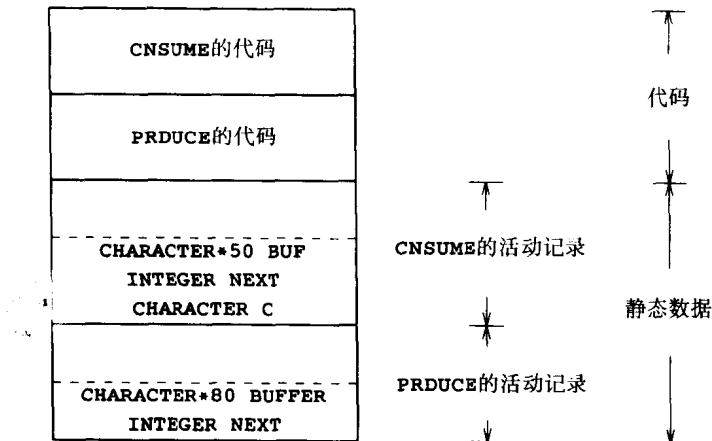 CNSUME的代码
代码
PRDUCE的代码
CHARACTER*50 BUF
INTEGER NEXT
CHARACTER C
CNSUME的活动记录
静态数据
CHARACTER*80 BUFFER
INTEGER NEXT
PRDUCE的活动记录